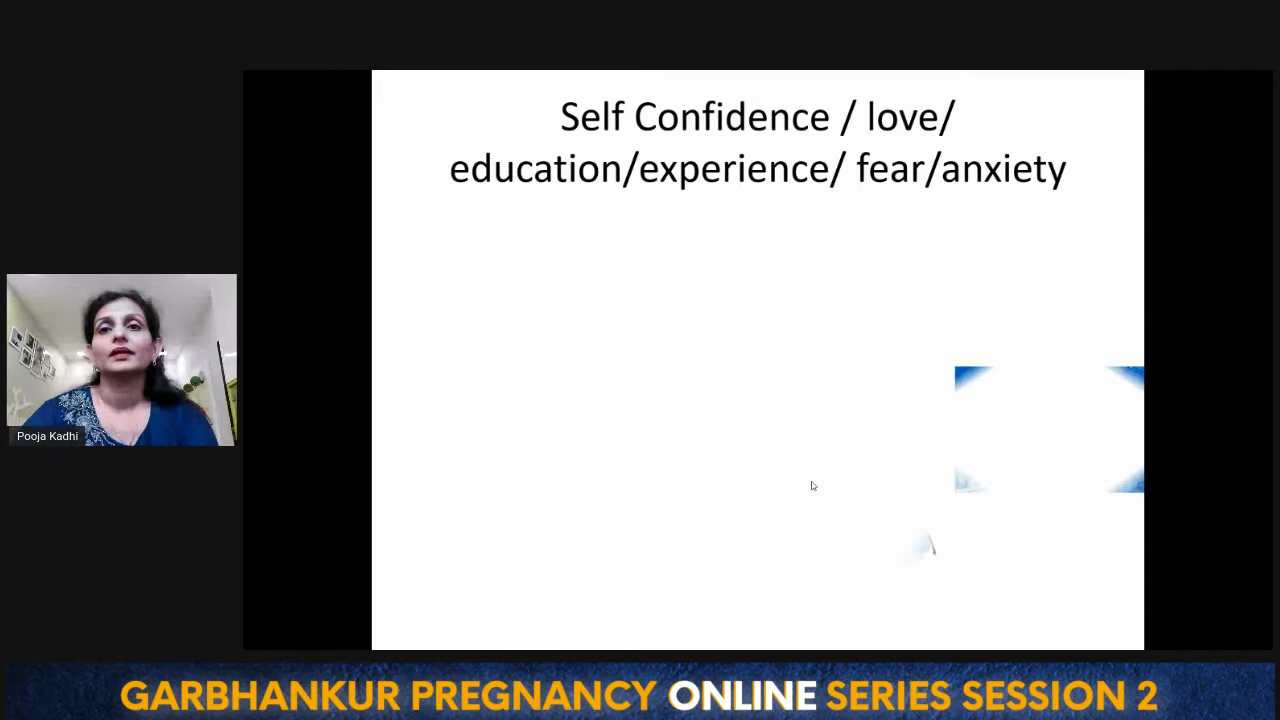 Self Confidence / love/
education/experience/ fear/anxiety
Pooja Kadhi
GARBHANKUR PREGNANCY ONLINE SERIES SESSION 2